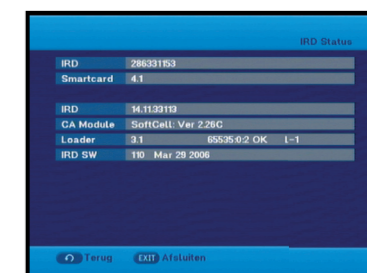 IRD Status
IRD 286331153
Smartcard 4.1
IRD 14.11.33113
CA Module SoftCell: Ver 2.26C
Loader 3.1 65535:0:2 OK l-1
IRD SW 110 Mar 29 2006
Terug EXIT Afsluiten